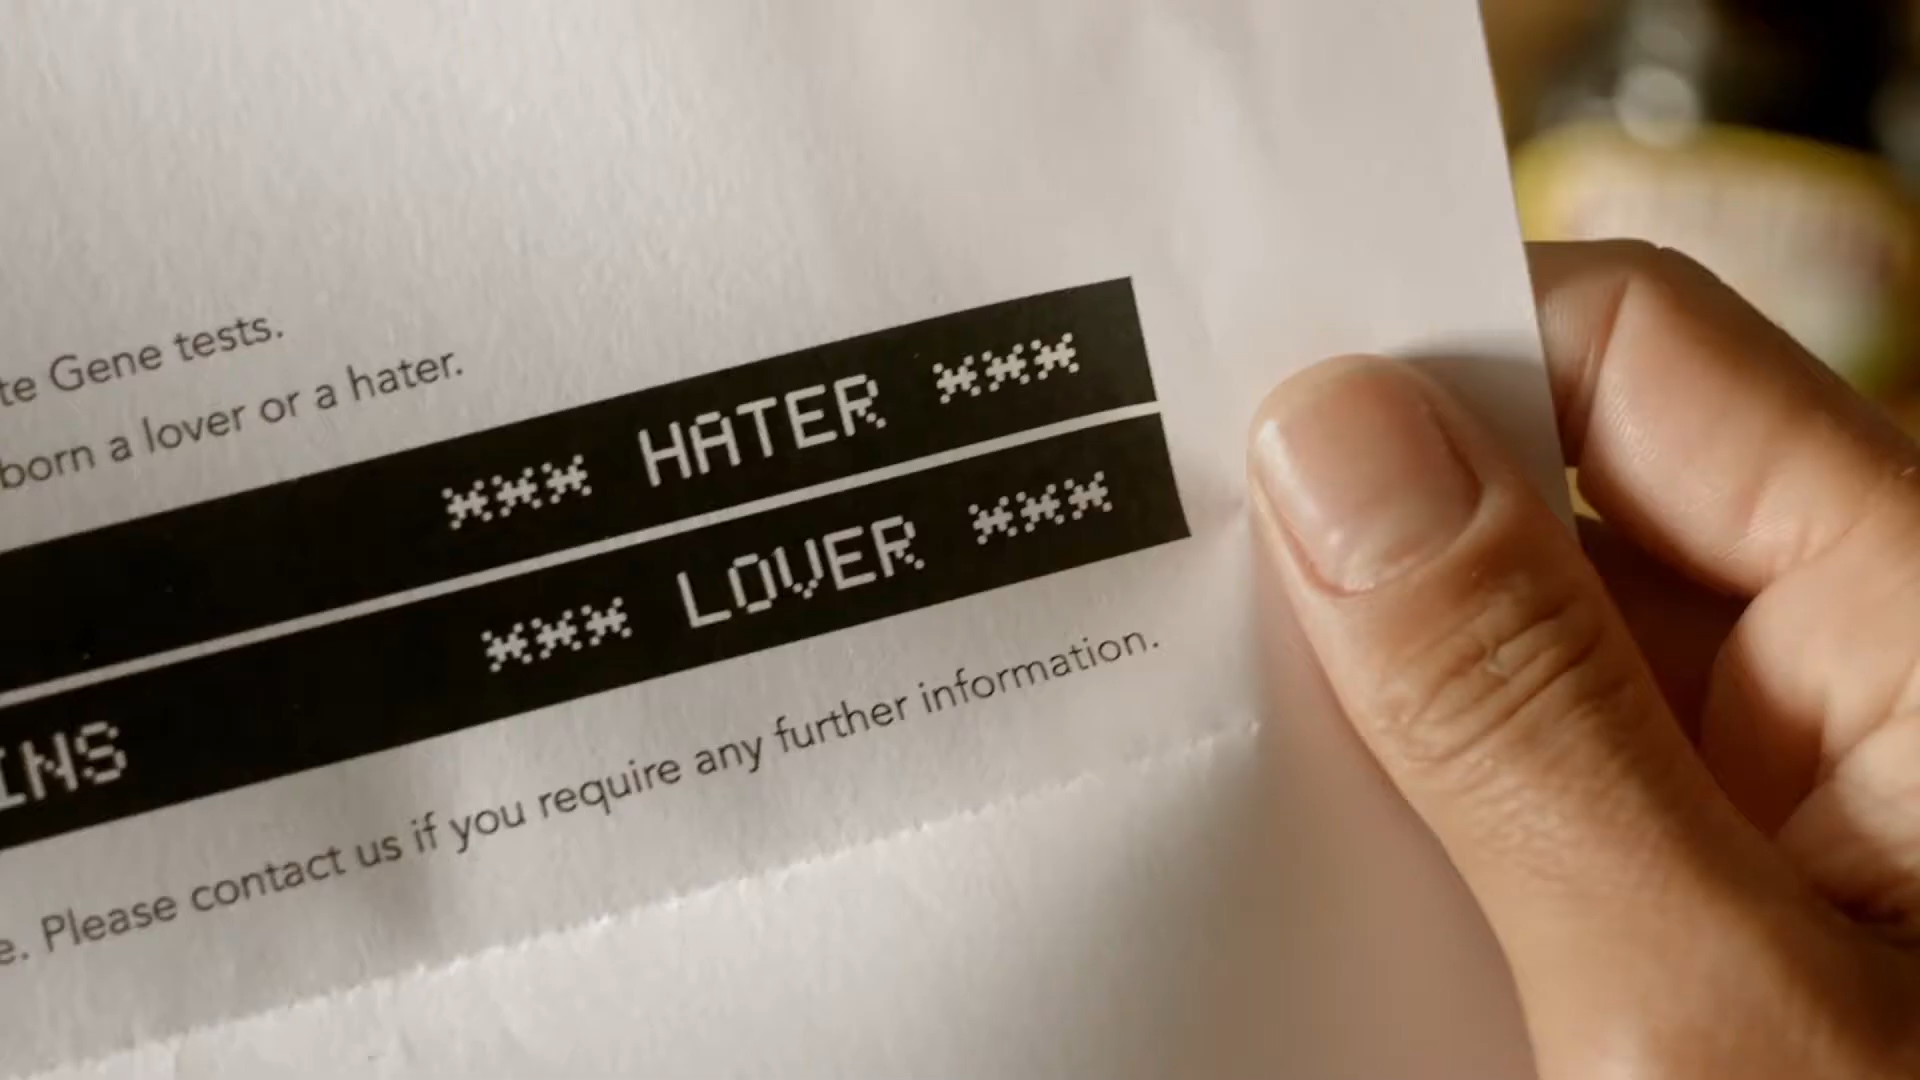 te Gene tests.
born a lover or a hater.
*** HATER ***
INS *** LOVER ***
e. Please contact us if you require any further information.